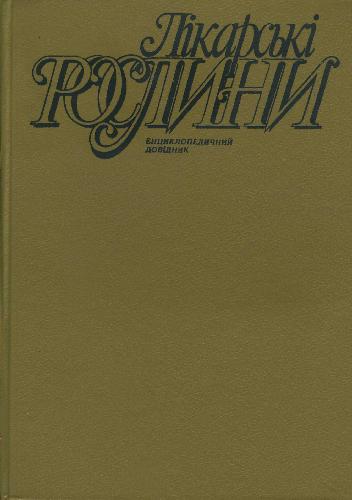 Лікарські
РОСЛИНИ
ЕНЦИКЛОПЕДИЧНИЙ
ДОВІДНИК